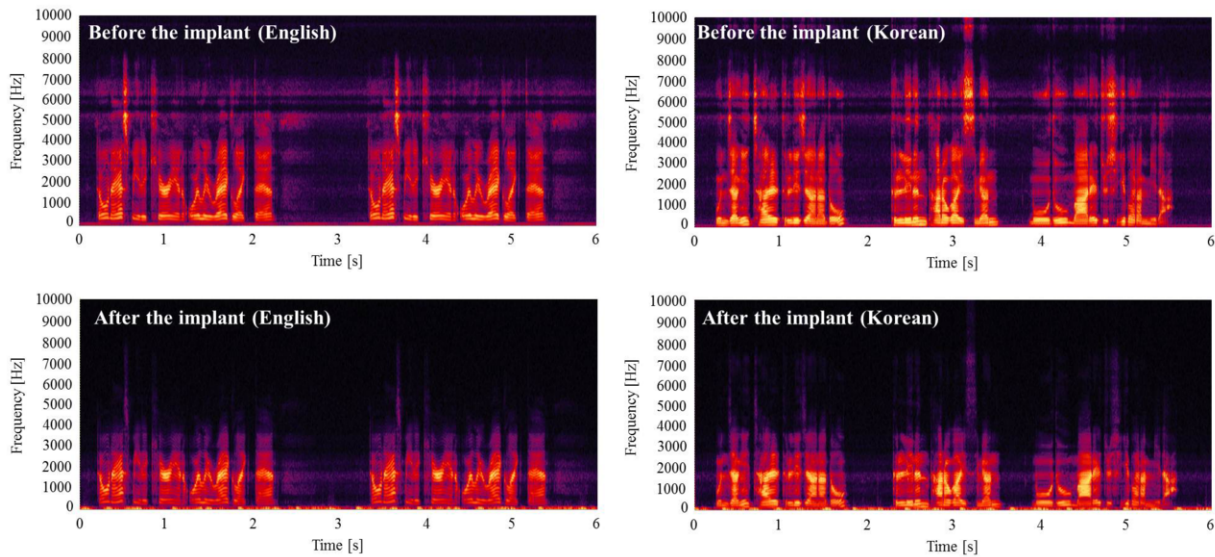 Before the implant (English)
Frequency [Hz]
10000
9000
8000
7000
6000
5000
4000
3000
2000
1000
0
0 1 2 3 4 5 6
Time [s]
Before the implant (Korean)
Frequency [Hz]
10000
9000
8000
7000
6000
5000
4000
3000
2000
1000
0
0 1 2 3 4 5 6
Time [s]
After the implant (English)
Frequency [Hz]
10000
9000
8000
7000
6000
5000
4000
3000
2000
1000
0
0 1 2 3 4 5 6
Time [s]
After the implant (Korean)
Frequency [Hz]
10000
9000
8000
7000
6000
5000
4000
3000
2000
1000
0
0 1 2 3 4 5 6
Time [s]